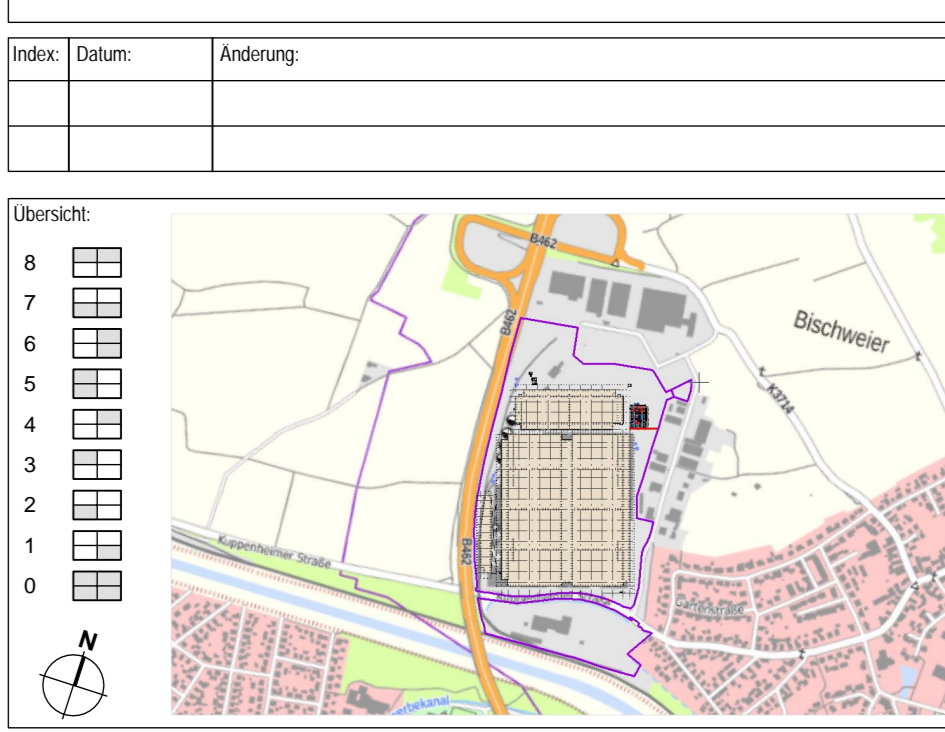 Index: Datum: Änderung:
Übersicht:
8
7
6
5
4
3
2
1
0
N
B462
B462
Bischweier
K3714
B462
Kuppenheimer Straße
Gartenstraße
erbekanal